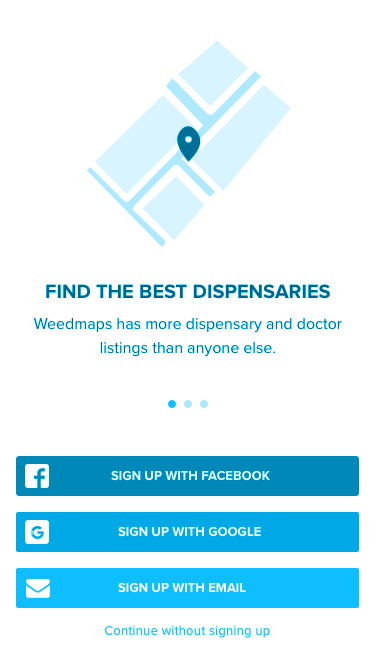 FIND THE BEST DISPENSARIES
Weedmaps has more dispensary and doctor
listings than anyone else.
SIGN UP WITH FACEBOOK
SIGN UP WITH GOOGLE
SIGN UP WITH EMAIL
Continue without signing up